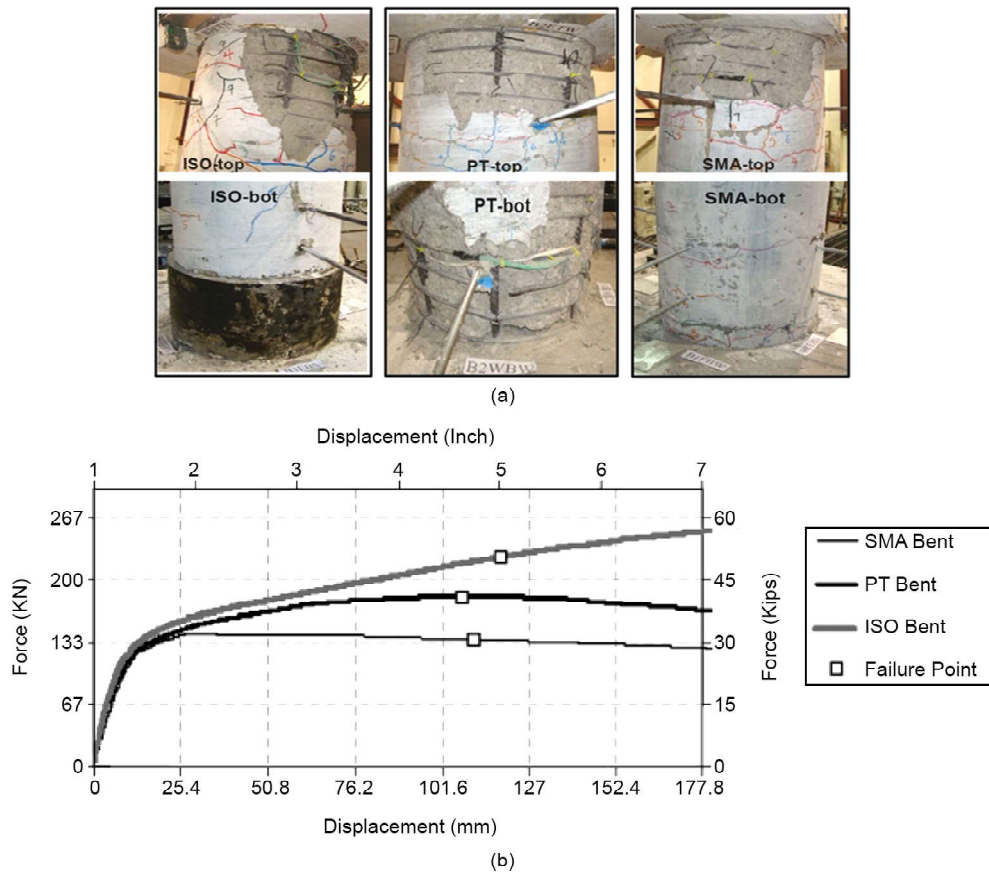 ISO-top
PT-top
SMA-top
ISO-bot
PT-bot
SMA-bot
B2WBW
(a)
Displacement (Inch)
1 2 3 4 5 6 7
267
200
133
67
0
Force (KN)
60
45
30
15
0
Force (Kips)
0 25.4 50.8 76.2 101.6 127 152.4 177.8
Displacement (mm)
SMA Bent
PT Bent
ISO Bent
Failure Point
(b)